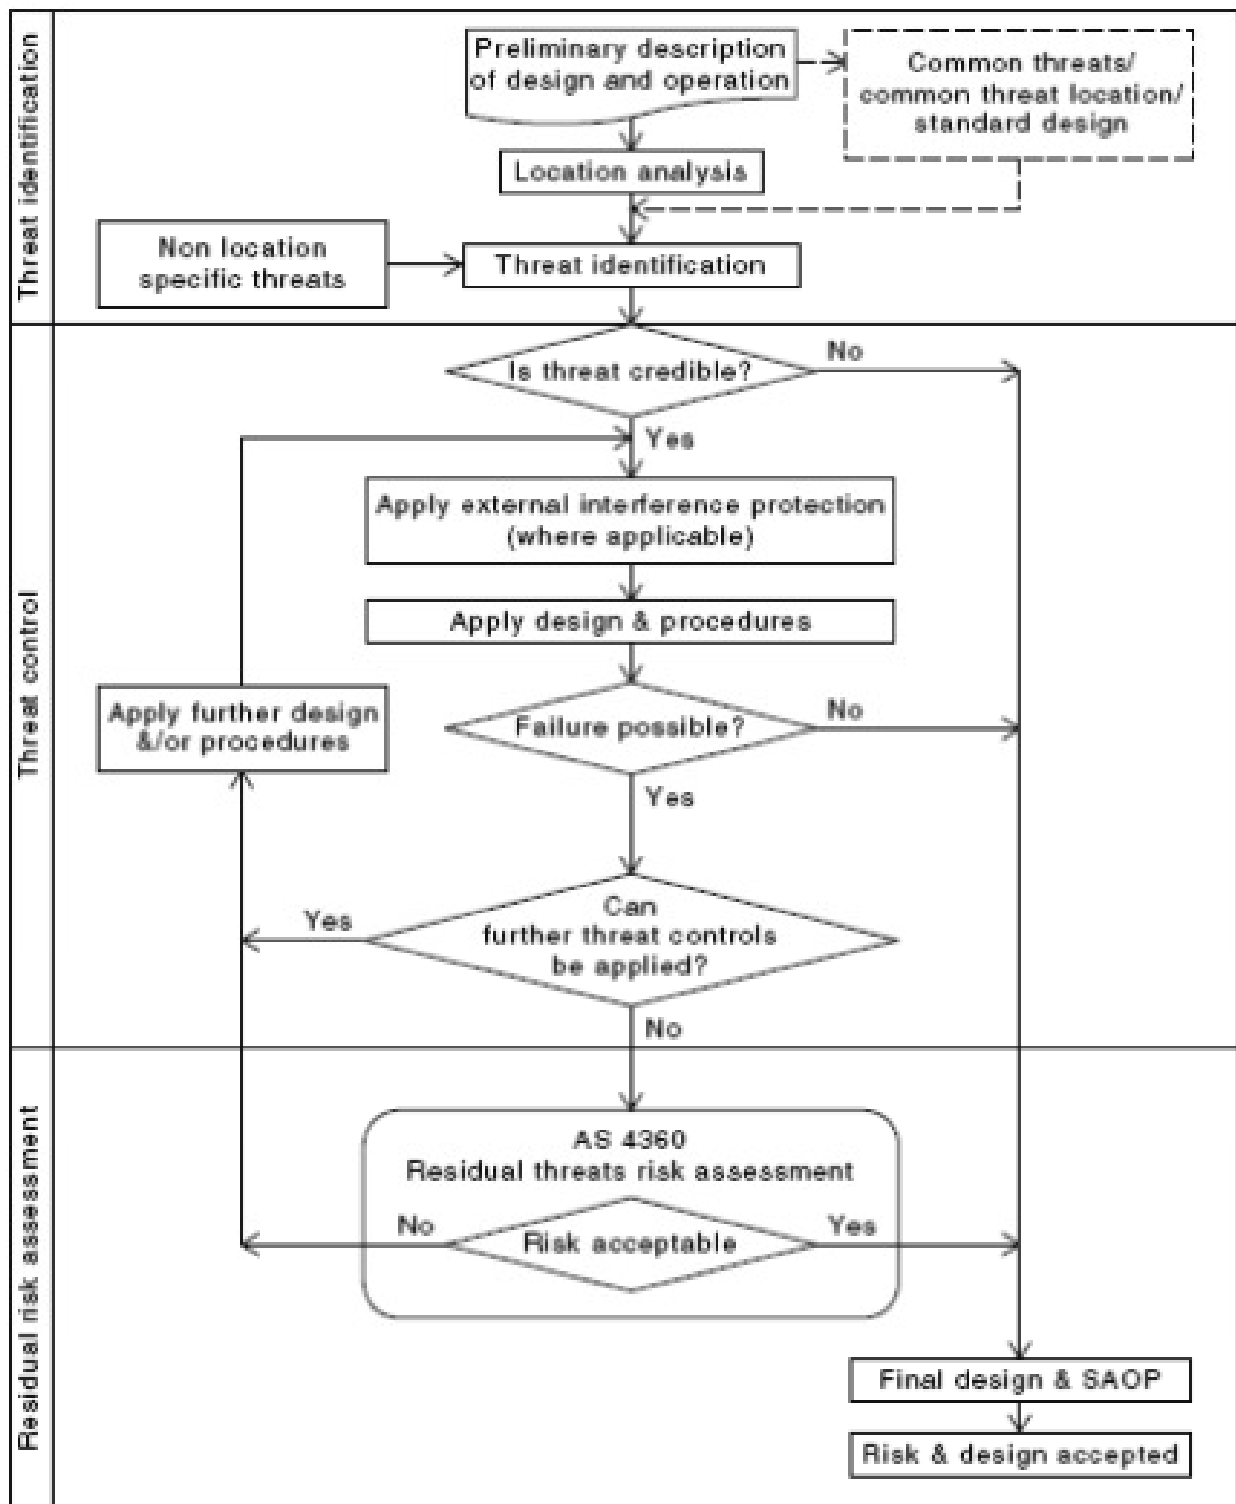 Threat identification
Preliminary description
of design and operation
Common threats/
common threat location/
standard design
Location analysis
Non location
specific threats
Threat identification
Threat control
Is threat credible?
No
Yes
Apply external interference protection
(where applicable)
Apply design & procedures
Apply further design
&/or procedures
Failure possible?
No
Yes
Can
further threat controls
be applied?
Yes
No
Residual risk assessment
AS 4360
Residual threats risk assessment
No
Risk acceptable
Yes
Final design & SAOP
Risk & design accepted